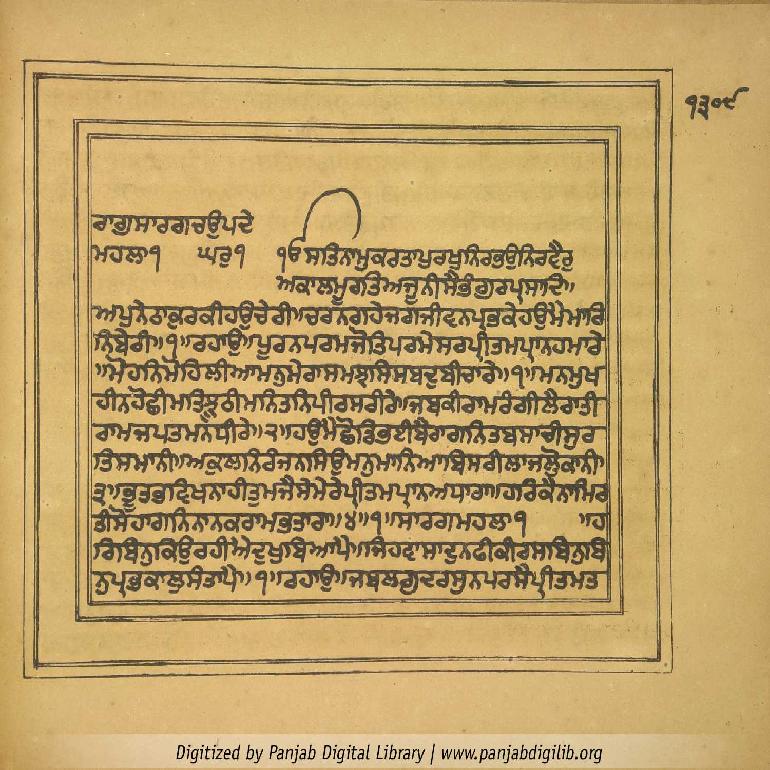 ੧੩੦੯
ਰਾਗੁਸਾਰਗਚਉਪਦੇ
ਮਹਲਾ੧ ਘਰੁ੧ ੴਸਤਿਨਾਮੁਕਰਤਾਪੁਰਖੁਨਿਰਭਉਨਿਰਵੈਰੁ
ਅਕਾਲਮੂਰਤਿਅਜੂਨੀਸੈਭੰਗੁਰਪ੍ਰਸਾਦਿ॥
ਅਪੁਨੇਠਾਕੁਰਕੀਹਉਚੇਰੀ॥ਚਰਨਗਹੇਜਗਜੀਵਨਪ੍ਰਭਕੇਹਉਮੈਮਾਰਿ
ਨਿਬੇਰੀ॥੧॥ਰਹਾਉ॥ਪੂਰਨਪਰਮਜੋਤਿਪਰਮੇਸਰਪ੍ਰੀਤਮਪ੍ਰਾਨਹਮਾਰੇ
॥ਮੋਹਨਿਮੋਹਿਲੀਆਮਨੁਮੇਰਾਸਮਝਸਿਸਬਦੁਬੀਚਾਰੇ॥੧॥ਮਨਮੁਖ
ਹੀਨਹੋਛੀਮਤਿਝੂਠੀਮਨਿਤਨਿਪੀਰਸਰੀਰੇ॥ਜਬਕੀਰਾਮਰੰਗੀਲੈਰਾਤੀ
ਰਾਮਜਪਤਮਨਧੀਰੇ॥੨॥ਹਉਮੈਛੋਡਿਭਈਬੈਰਾਗਨਿਤਬਸਾਚੀਸੁਰ
ਤਿਸਮਾਨੀ॥ਅਕੁਲਨਿਰੰਜਨਸਿਉਮਨੁਮਾਨਿਆਬਿਸਰੀਲਾਜਲੋੁਕਾਨੀ॥
੩॥ਭੂਤਭਵਿਖਨਾਹੀਤੁਮਜੈਸੇਮੇਰੇਪ੍ਰੀਤਮਪ੍ਰਾਨਅਧਾਰਾ॥ਹਰਿਕੈਨਾਮਿਰ
ਤੀਸੋਹਾਗਨਿਨਾਨਕਰਾਮਭਤਾਰਾ॥੪॥੧॥ਸਾਰਗਮਹਲਾ੧ ॥ਹ
ਰਿਬਿਨੁਕਿਉਰਹੀਐਦੁਖੁਬਿਆਪੈ॥ਜਿਹਵਾਸਾਦੁਨਫੀਕੀਰਸਬਿਨੁਬਿ
ਨੁਪ੍ਰਭਕਾਲੁਸੰਤਾਪੈ॥੧॥ਰਹਾਉ॥ਜਬਲਗੁਦਰਸੁਨਪਰਸੈਪ੍ਰੀਤਮਤ
Digitized by Panjab Digital Library | www.panjabdigilib.org